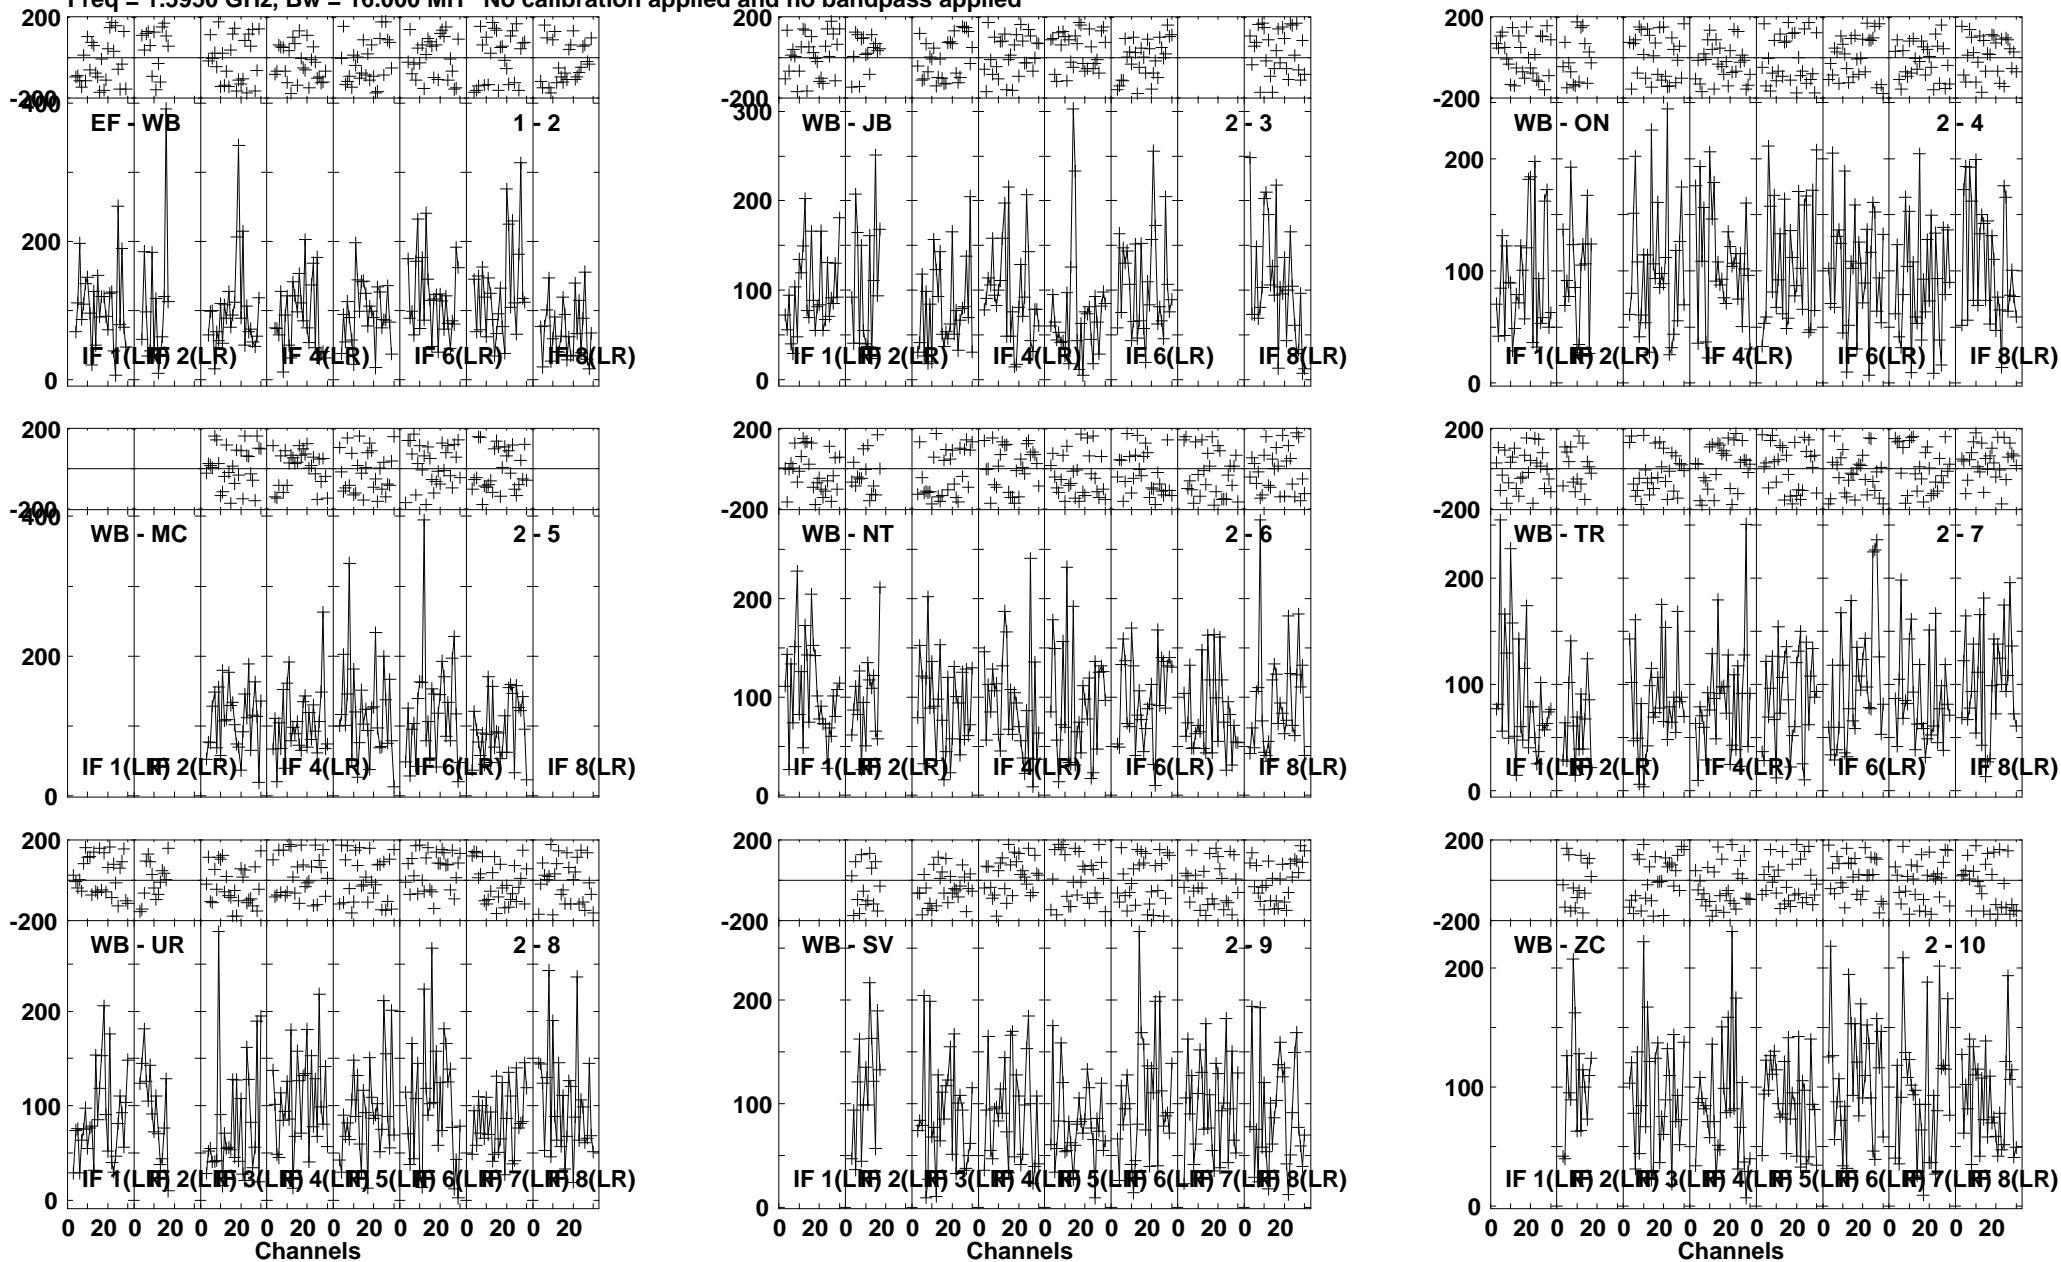 Freq = 1.5950 GHz, Bw = 16.000 MH No calibration applied and no bandpass applied
200
-200
400
200
0
EF - WB 1 - 2
IF 1(LR) IF 2(LR) IF 4(LR) IF 6(LR) IF 8(LR)
200
-200
300
200
100
0
WB - JB 2 - 3
IF 1(LR) IF 2(LR) IF 4(LR) IF 6(LR) IF 8(LR)
200
-200
200
100
0
WB - ON 2 - 4
IF 1(LR) IF 2(LR) IF 4(LR) IF 6(LR) IF 8(LR)
200
-200
400
200
0
WB - MC 2 - 5
IF 1(LR) IF 2(LR) IF 4(LR) IF 6(LR) IF 8(LR)
200
-200
200
100
0
WB - NT 2 - 6
IF 1(LR) IF 2(LR) IF 4(LR) IF 6(LR) IF 8(LR)
200
-200
200
100
0
WB - TR 2 - 7
IF 1(LR) IF 2(LR) IF 4(LR) IF 6(LR) IF 8(LR)
200
-200
200
100
0
WB - UR 2 - 8
IF 1(LR) IF 2(LR) IF 3(LR) IF 4(LR) IF 5(LR) IF 6(LR) IF 7(LR) IF 8(LR)
0 20 0 20 0 20 0 20 0 20 0 20 0 20 0 20
Channels
200
-200
200
100
0
WB - SV 2 - 9
IF 1(LR) IF 2(LR) IF 3(LR) IF 4(LR) IF 5(LR) IF 6(LR) IF 7(LR) IF 8(LR)
0 20 0 20 0 20 0 20 0 20 0 20 0 20 0 20
Channels
200
-200
200
100
0
WB - ZC 2 - 10
IF 1(LR) IF 2(LR) IF 3(LR) IF 4(LR) IF 5(LR) IF 6(LR) IF 7(LR) IF 8(LR)
0 20 0 20 0 20 0 20 0 20 0 20 0 20 0 20
Channels